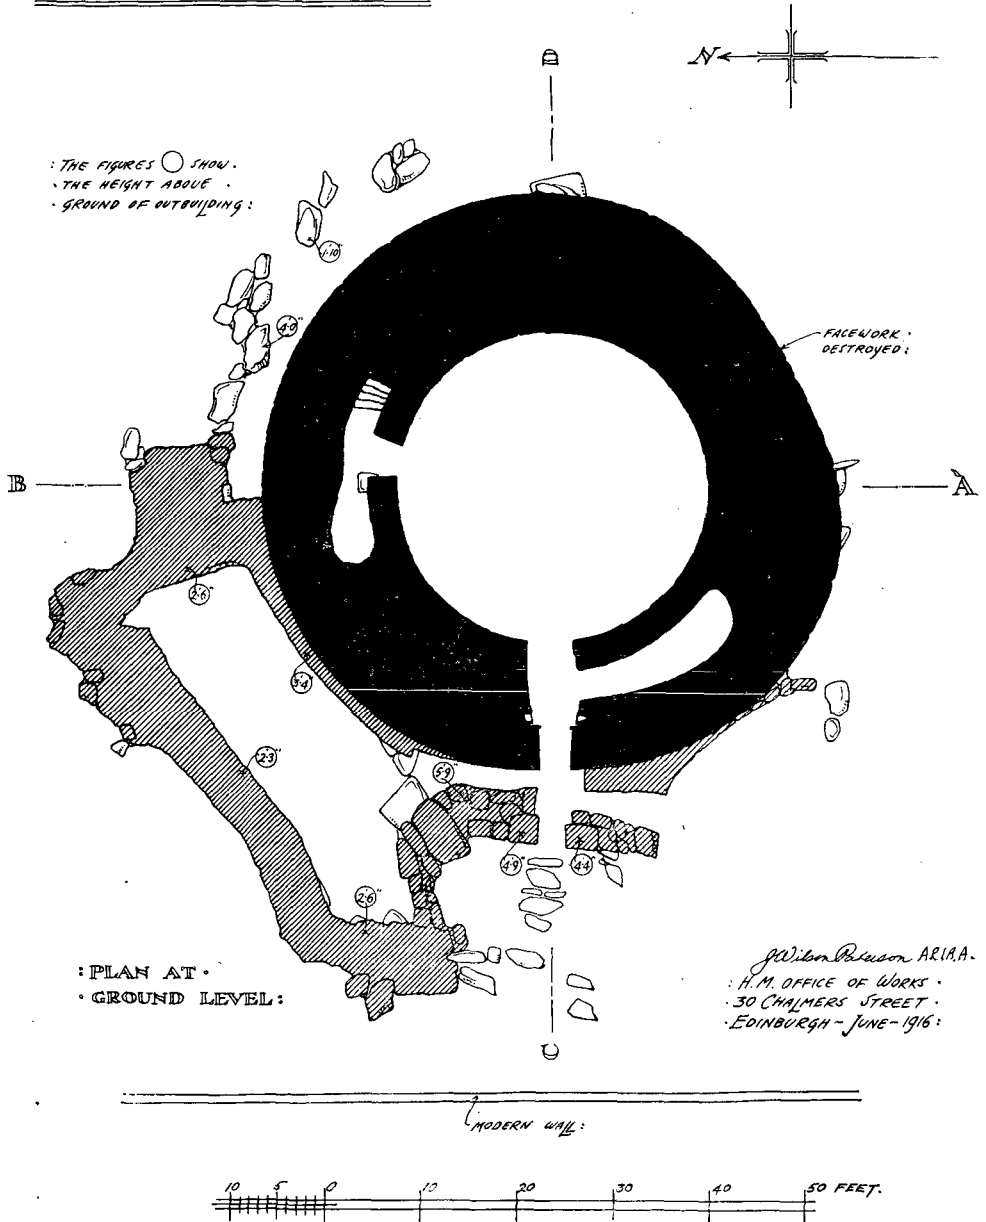 D
N
: THE FIGURES ◯ SHOW .
. THE HEIGHT ABOVE .
. GROUND OF OUTBUILDING :
1·10"
4·0"
FACEWORK .
DESTROYED :
B
A
2·6"
3·4"
2·3"
5·9"
4·9"
4·4"
2·6"
: PLAN AT .
. GROUND LEVEL :
J Wilson Paterson A.R.I.B.A.
: H.M. OFFICE OF WORKS .
. 30 CHALMERS STREET .
. EDINBURGH - JUNE - 1916 :
C
MODERN WALL :
10 5 0 10 20 30 40 50 FEET.